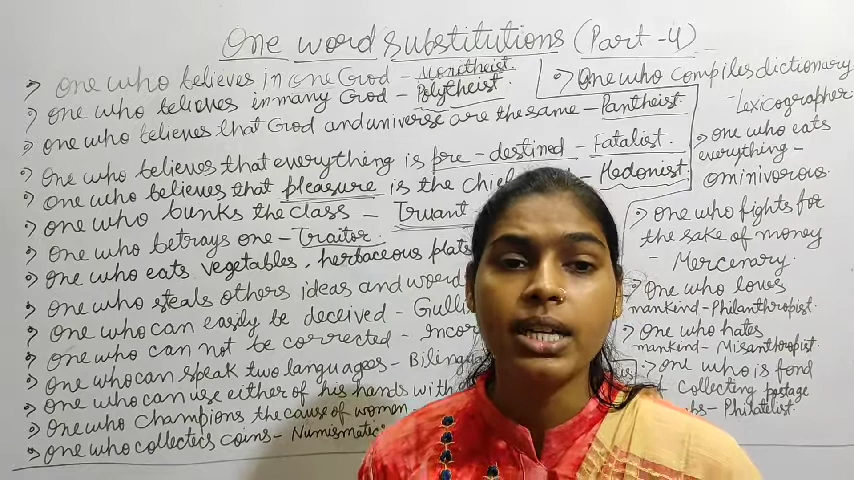 One word substitutions (Part-4)
One who believes in one God - Monotheist.
one who believes in many God - Polytheist.
one who believes that God and universe are the same - Pantheist.
one who believes that everything is pre-destined - Fatalist.
one who believes that pleasure is the chief - Hedonist.
one who bunks the class - Truant
one who betrays one - Traitor.
one who eats vegetables, herbaceous plats
one who steals others ideas and word
one who can easily be deceived - Gulli
one who can not be corrected - Incor
one who can speak two languages - Bilingua
one who can use either of his hands with
One who champions the cause of women -
one who collects coins - Numismatic
One who compiles dictionary
- Lexicographer
one who eats
everything -
ominivorous.
one who fights for
the sake of money
- Mercenary.
One who loves
mankind - Philanthropist.
one who hates
mankind - Misanthropist.
one who is fond
of collecting postage
- Philatelist.